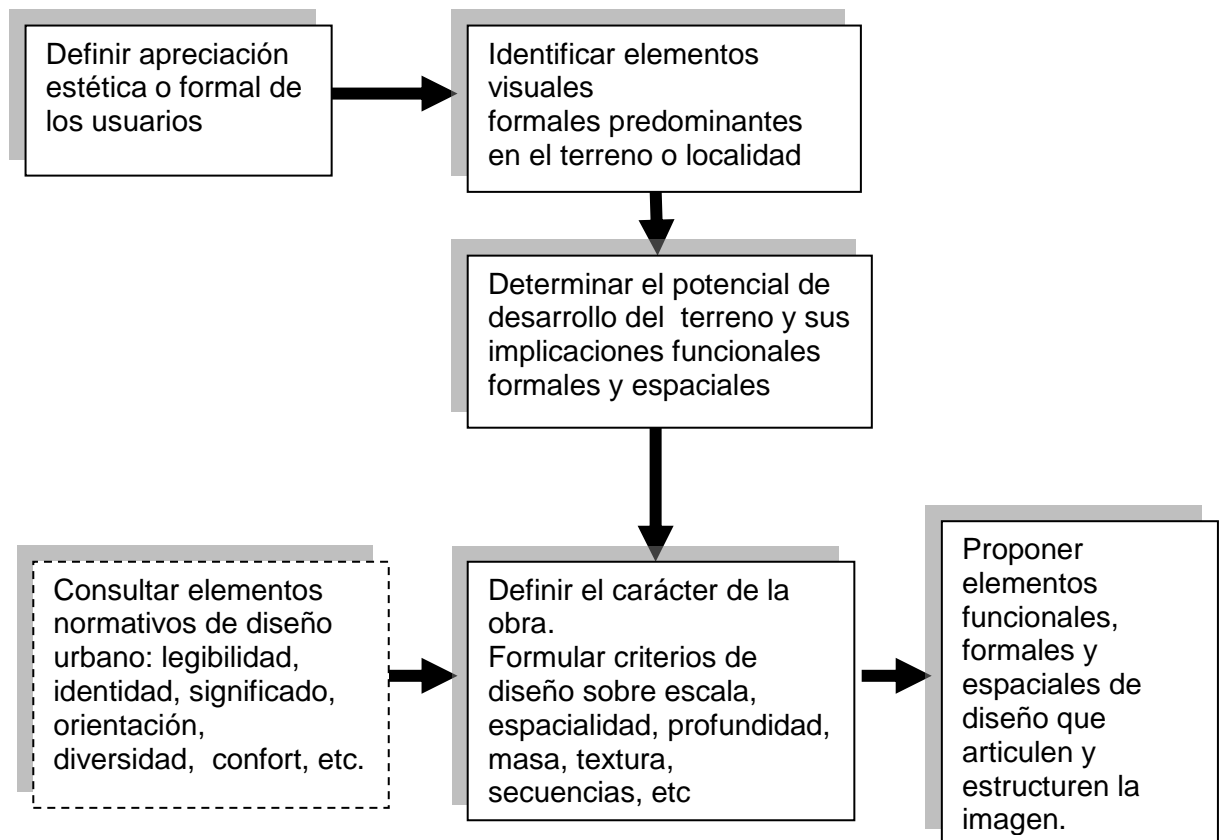 Definir apreciación
estética o formal de
los usuarios
Identificar elementos
visuales
formales predominantes
en el terreno o localidad
Determinar el potencial de
desarrollo del  terreno y sus
implicaciones funcionales
formales y espaciales
Consultar elementos
normativos de diseño
urbano: legibilidad,
identidad, significado,
orientación,
diversidad,  confort, etc.
Definir el carácter de la
obra.
Formular criterios de
diseño sobre escala,
espacialidad, profundidad,
masa, textura,
secuencias, etc
Proponer
elementos
funcionales,
formales y
espaciales de
diseño que
articulen y
estructuren la
imagen.